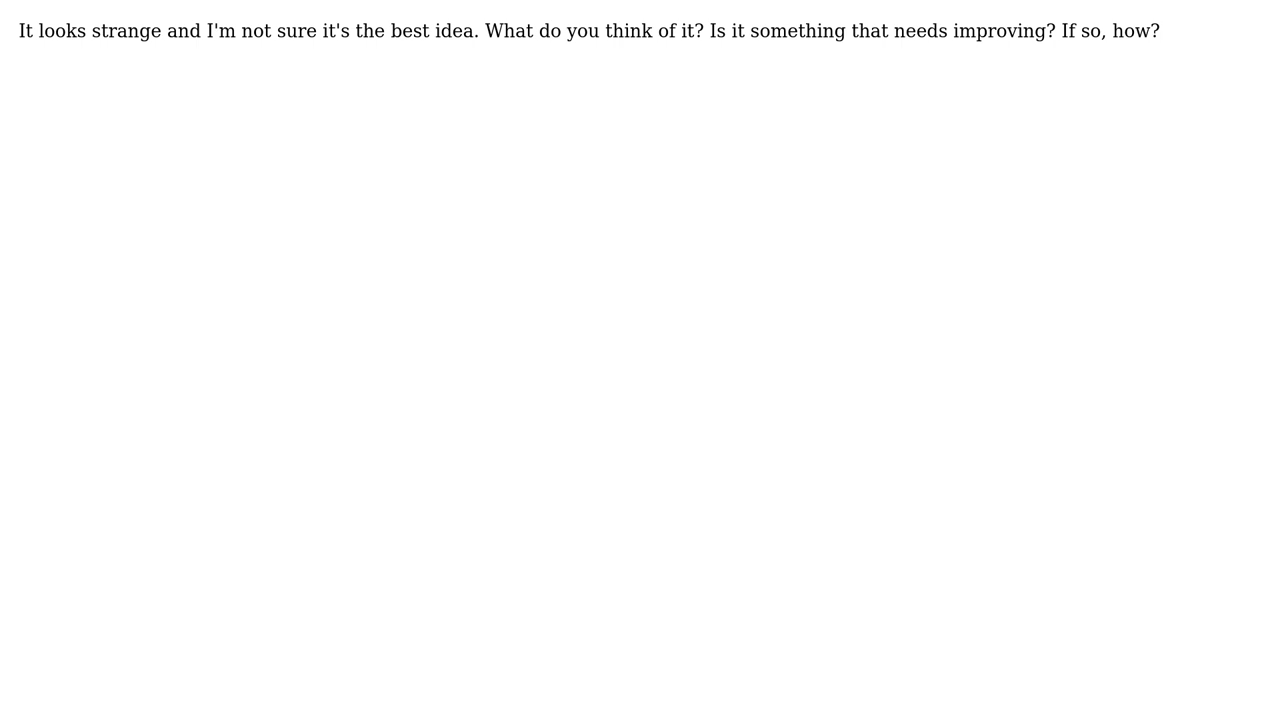 It looks strange and I'm not sure it's the best idea. What do you think of it? Is it something that needs improving? If so, how?